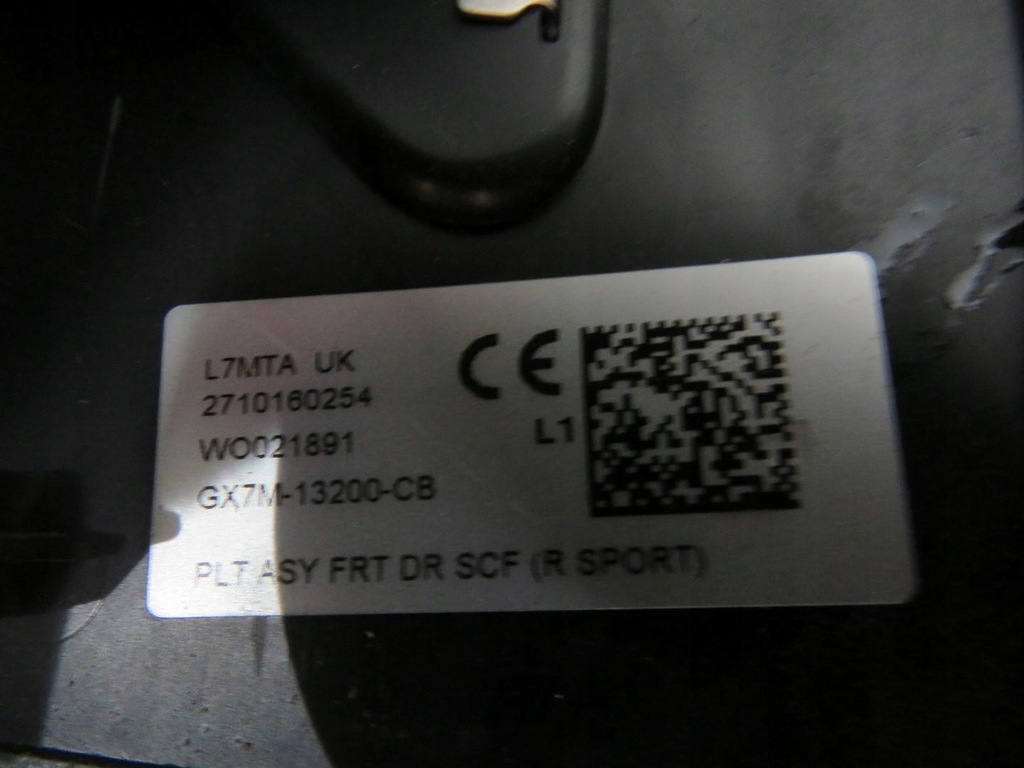 L7MTA UK
2710160254
WO021891
GX7M-13200-CB
CE
L1
PLT ASY FRT DR SCF (R SPORT)